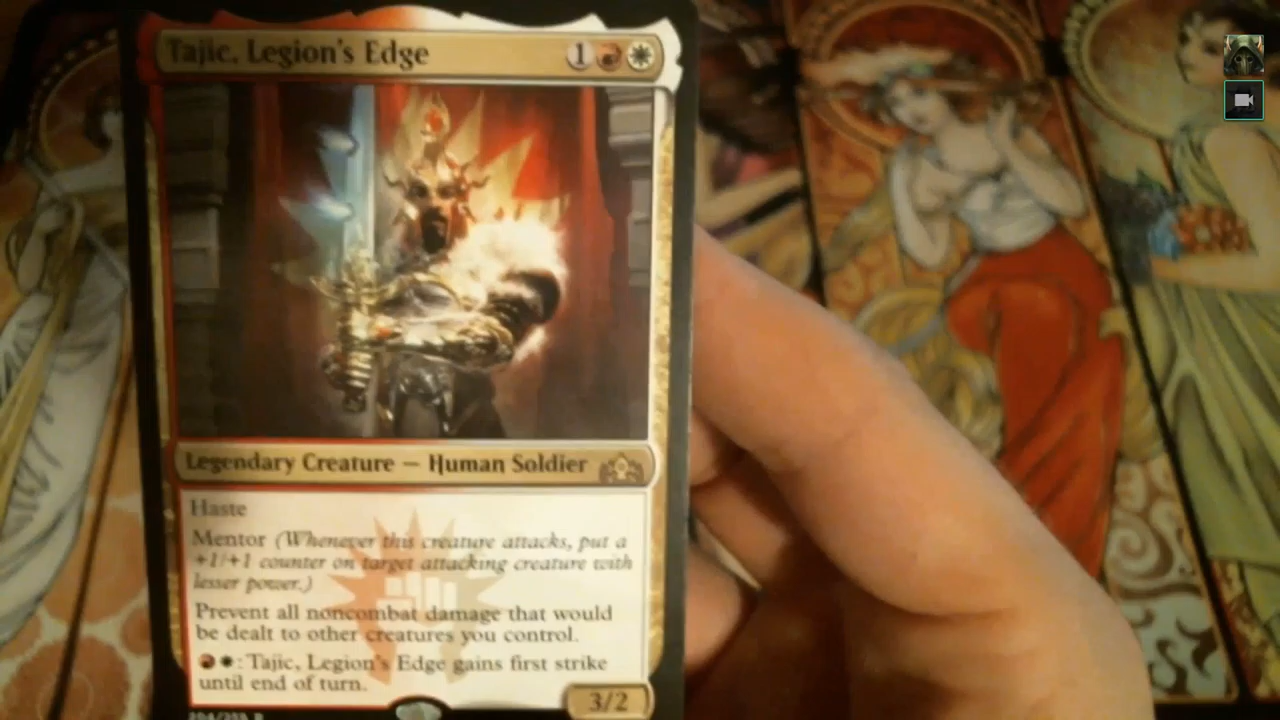 Tajic, Legion's Edge 1
Legendary Creature — Human Soldier
Haste
Mentor (Whenever this creature attacks, put a
+1/+1 counter on target attacking creature with
lesser power.)
Prevent all noncombat damage that would
be dealt to other creatures you control.
: Tajic, Legion's Edge gains first strike
until end of turn.
3/2